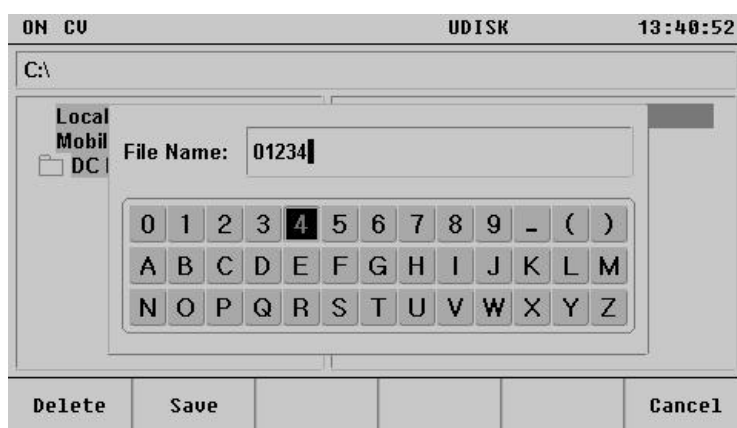 ON CV UDISK 13:40:52
C:\
Local
Mobil
DC
File Name: 01234
0 1 2 3 4 5 6 7 8 9 _ ( )
A B C D E F G H I J K L M
N O P Q R S T U V W X Y Z
Delete Save Cancel